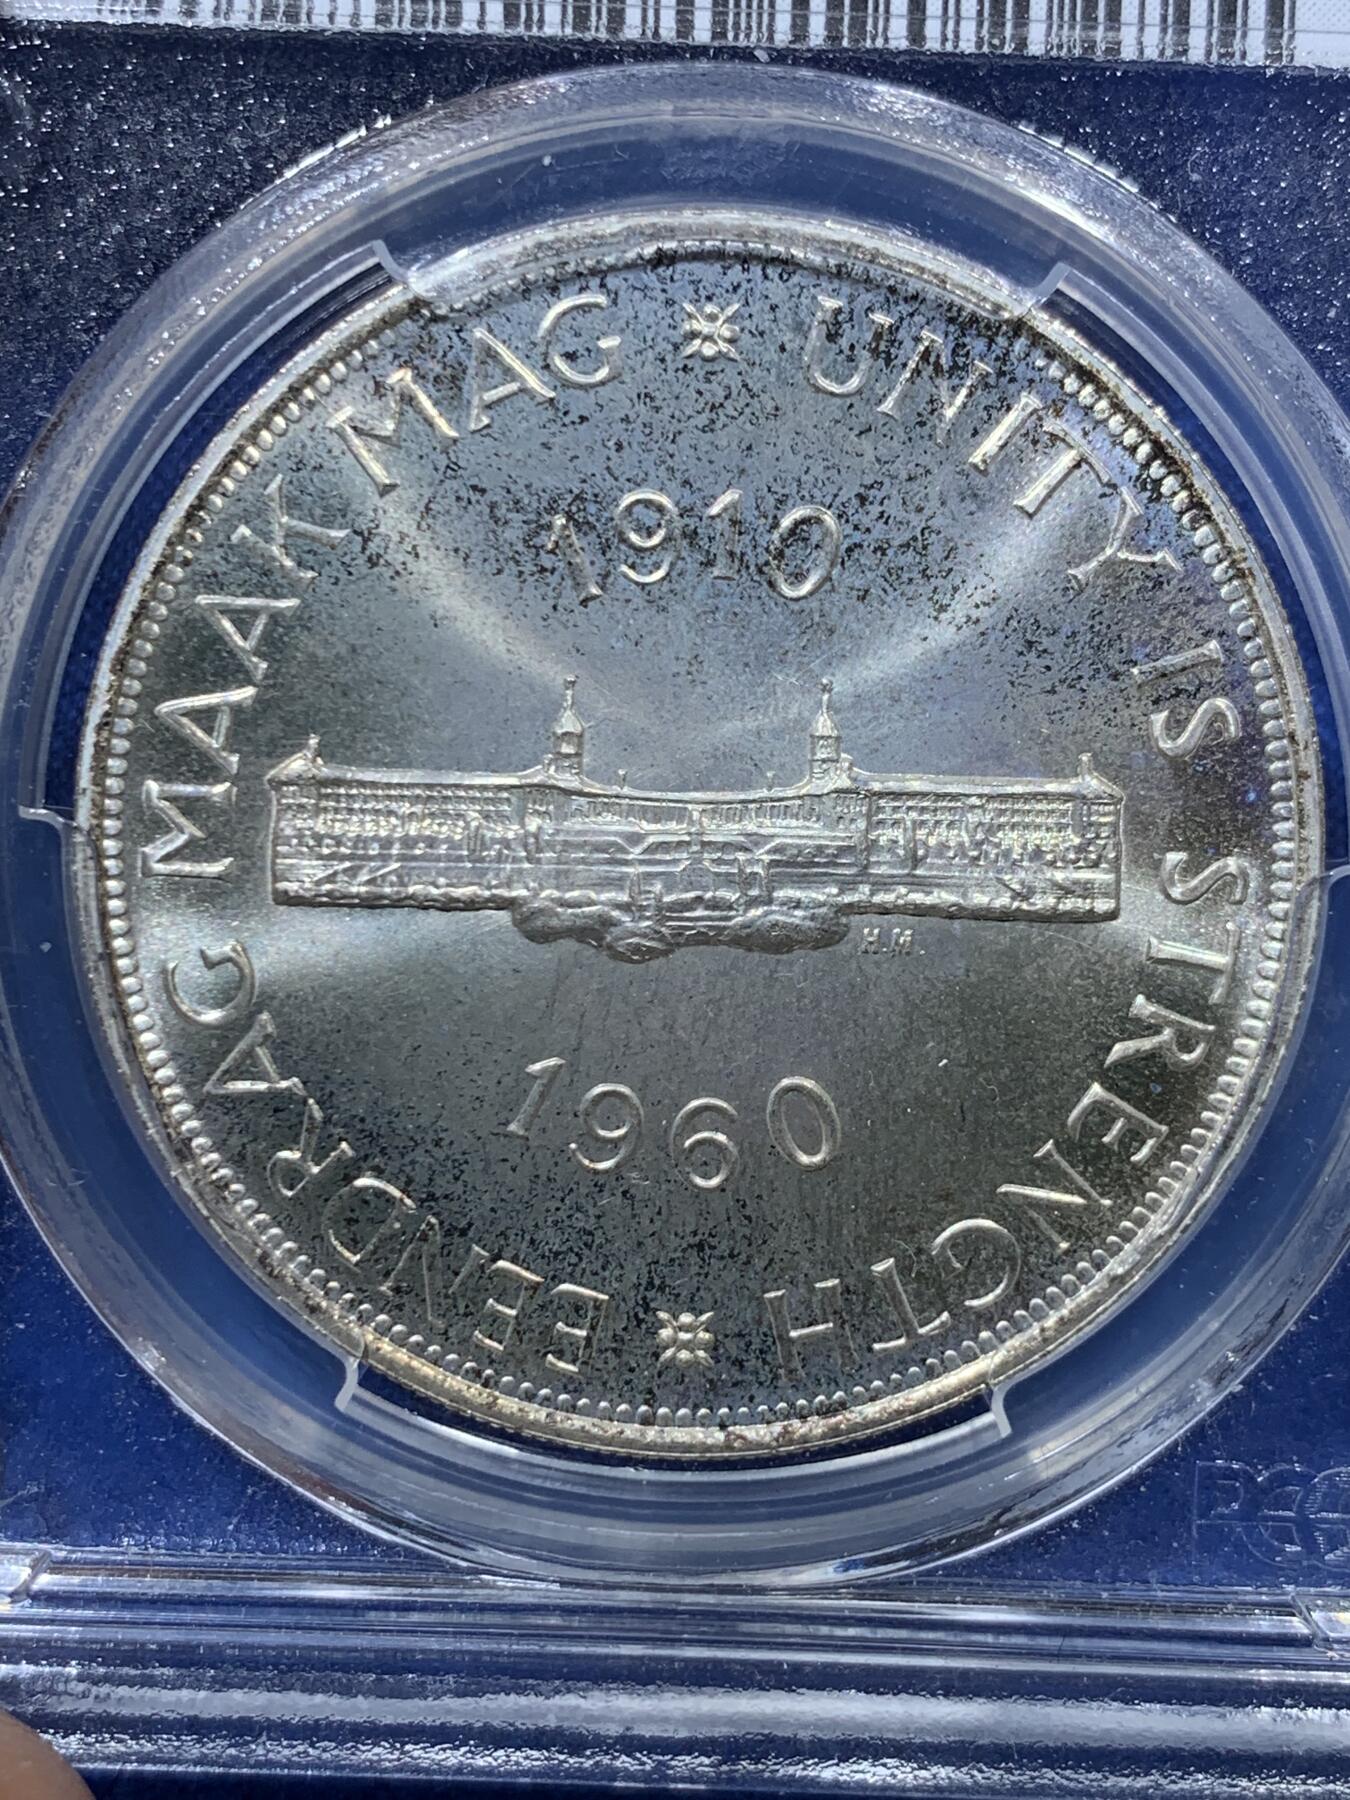 EENDRAG MAAK MAG
UNITY IS STRENGTH
1910
H.M.
1960